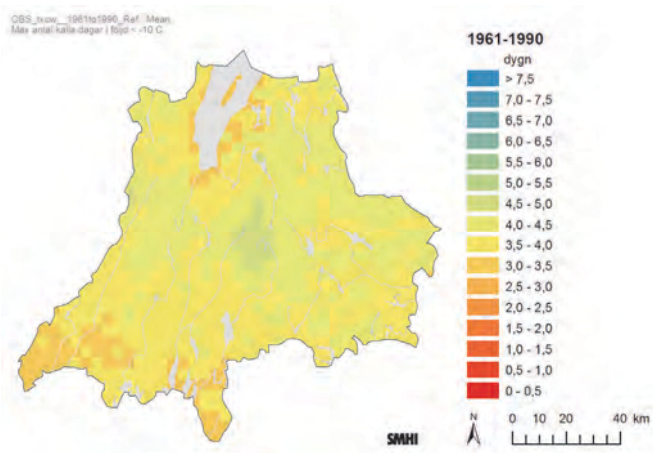 OBS_txow__1961to1990_Ref. Mean.
Max antal kalla dagar i följd < -10 C.
1961-1990
dygn
> 7,5
7,0 - 7,5
6,5 - 7,0
6,0 - 6,5
5,5 - 6,0
5,0 - 5,5
4,5 - 5,0
4,0 - 4,5
3,5 - 4,0
3,0 - 3,5
2,5 - 3,0
2,0 - 2,5
1,5 - 2,0
1,0 - 1,5
0,5 - 1,0
0 - 0,5
SMHI
N
0 10 20 40 km